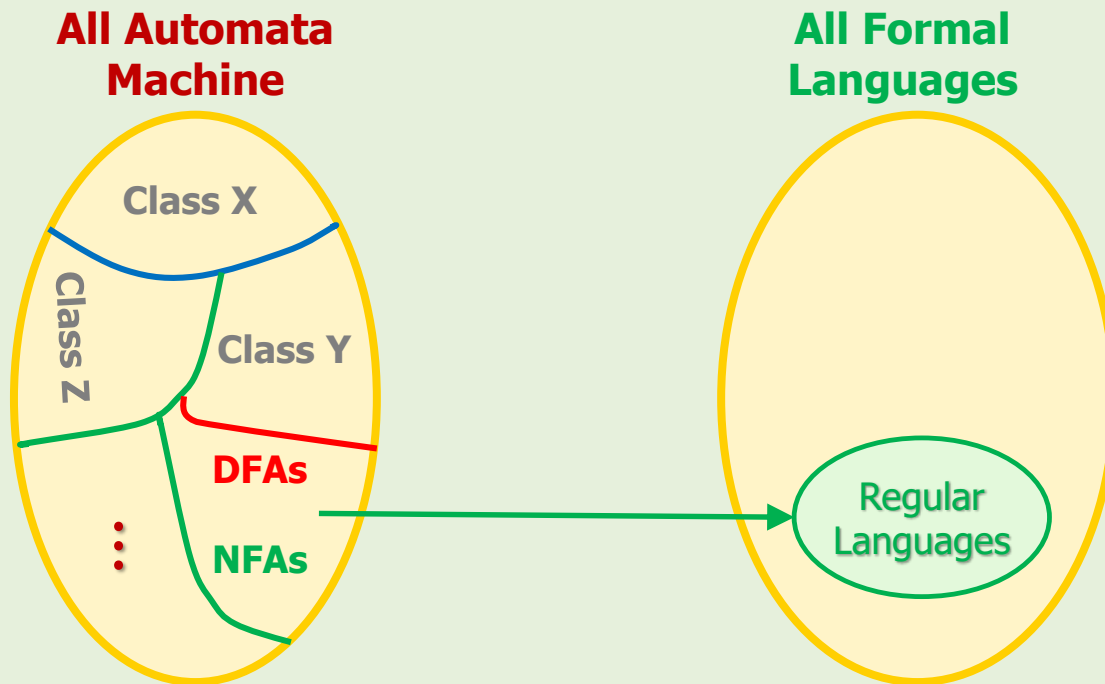 All Automata
Machine
All Formal
Languages
Class X
Class Z
Class Y
DFAs
NFAs
Regular
Languages